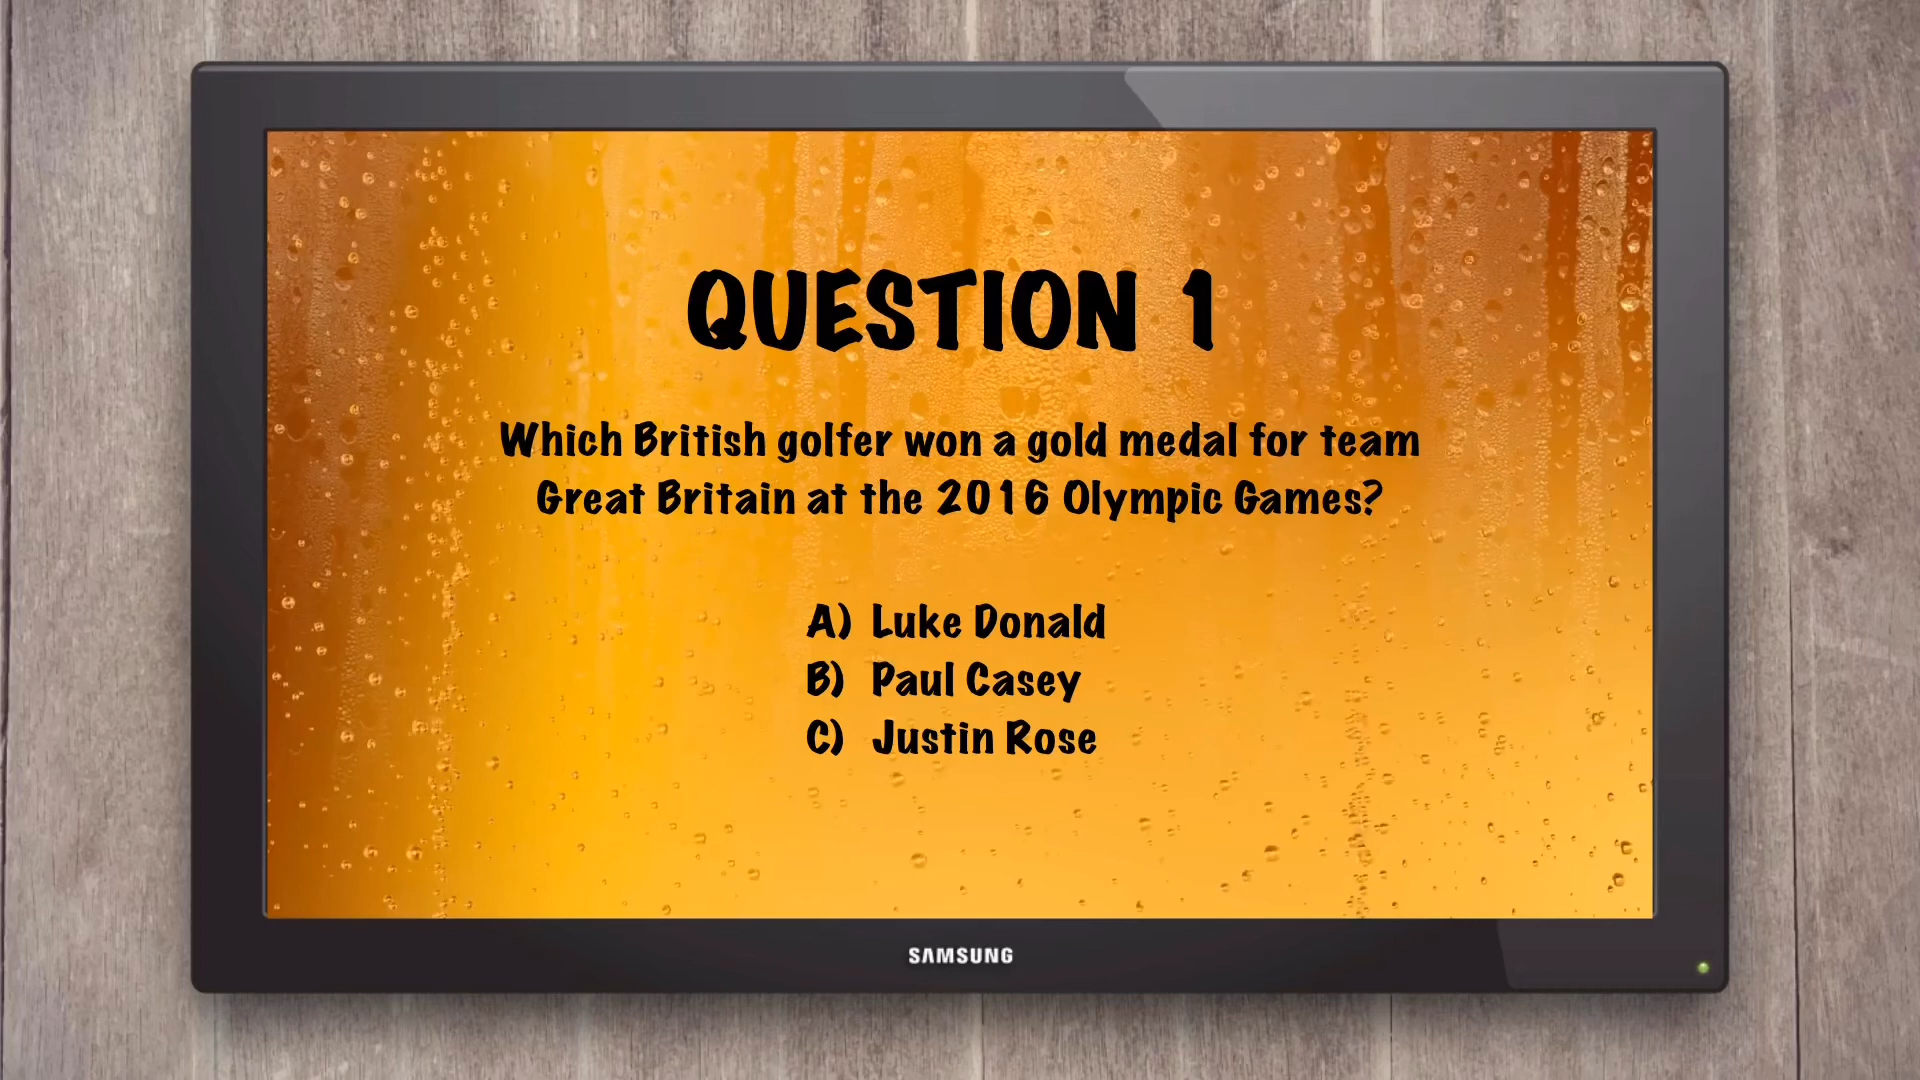 QUESTION 1
Which British golfer won a gold medal for team
Great Britain at the 2016 Olympic Games?
A) Luke Donald
B) Paul Casey
C) Justin Rose
SAMSUNG